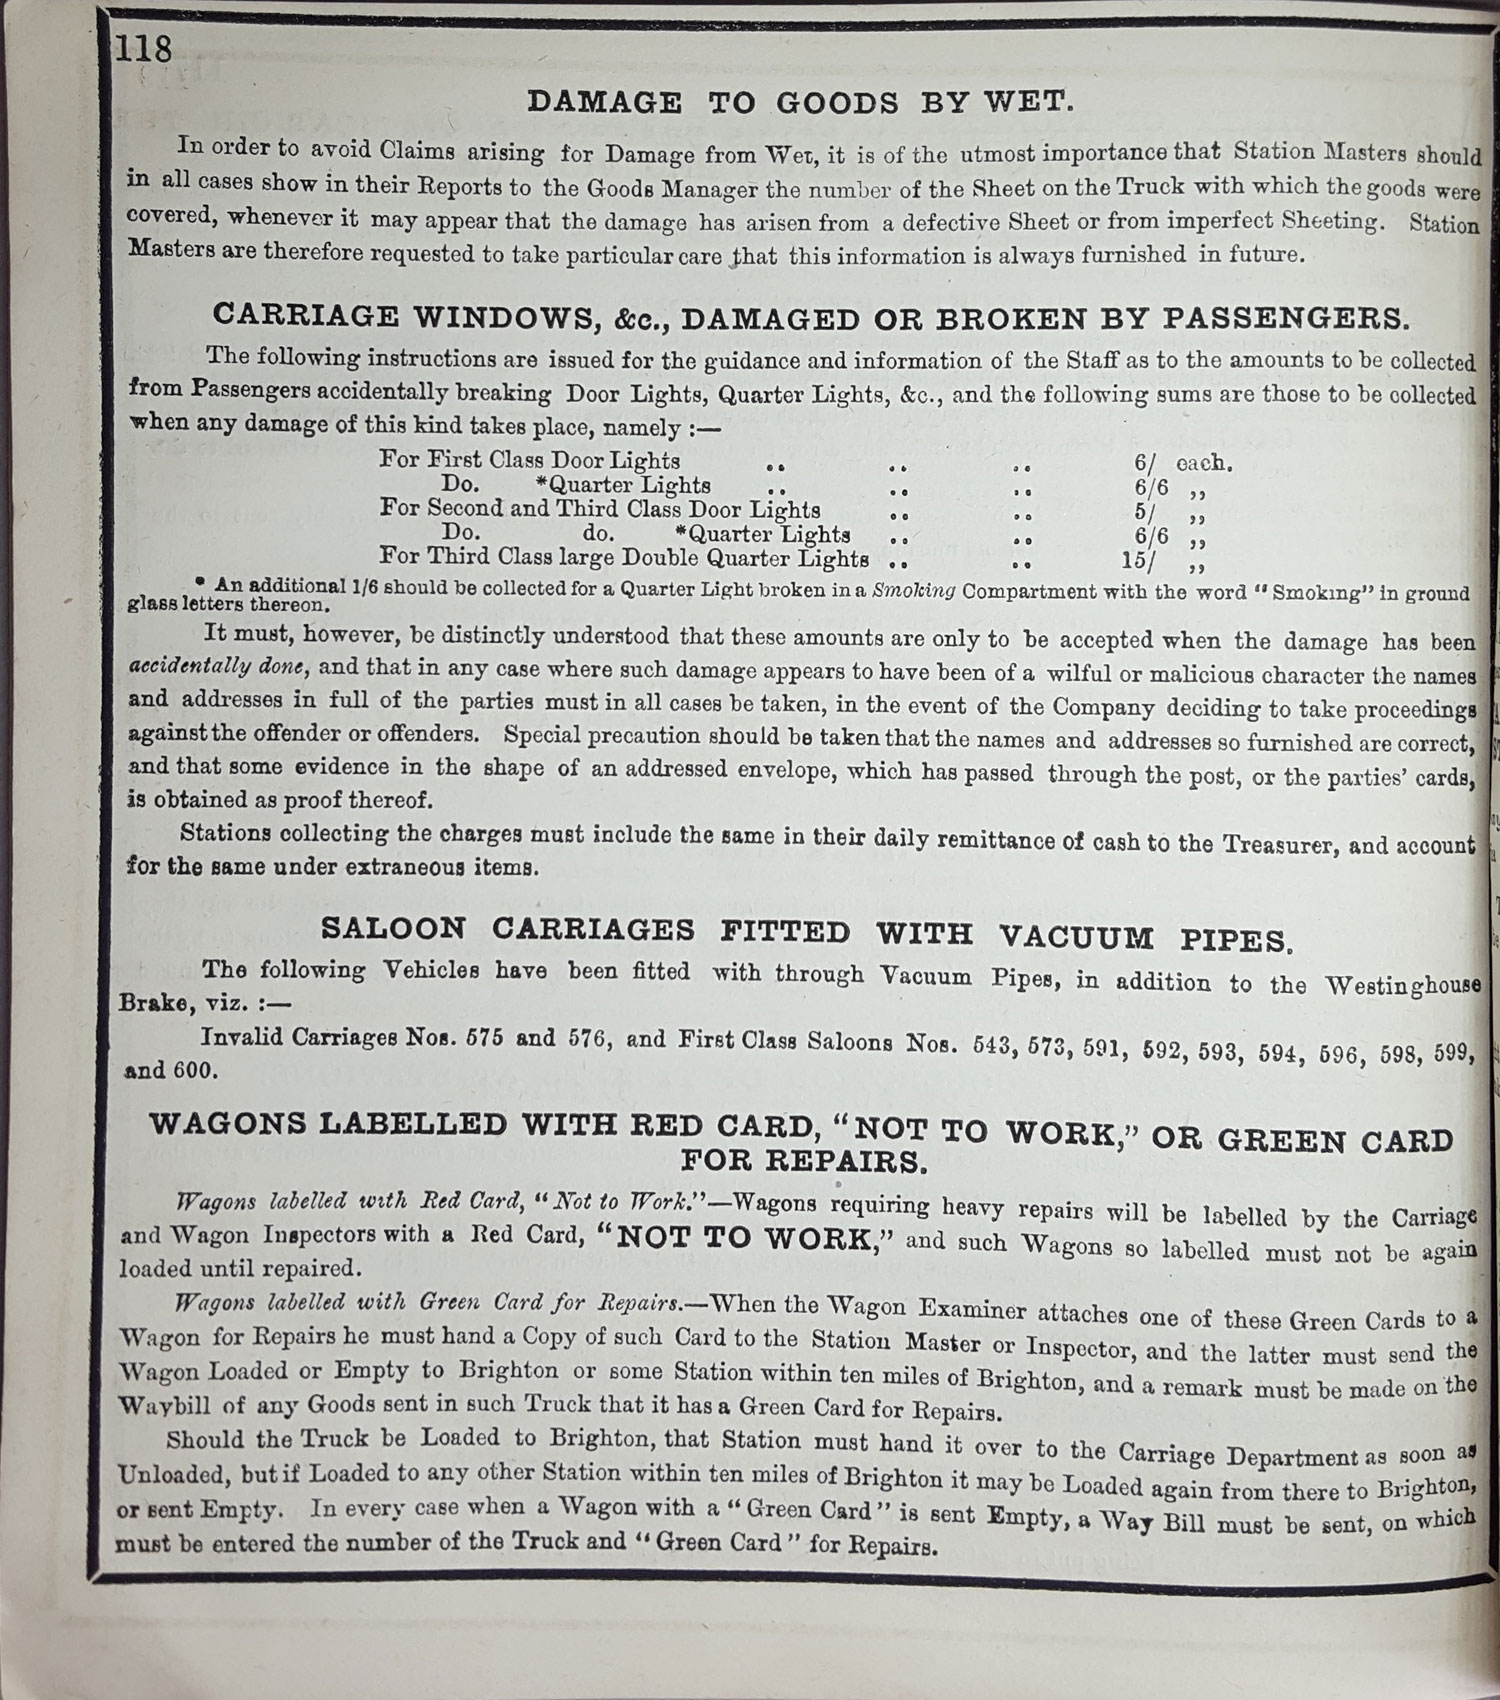 118
DAMAGE TO GOODS BY WET.
In order to avoid Claims arising for Damage from Wet, it is of the utmost importance that Station Masters should
in all cases show in their Reports to the Goods Manager the number of the Sheet on the Truck with which the goods were
covered, whenever it may appear that the damage has arisen from a defective Sheet or from imperfect Sheeting. Station
Masters are therefore requested to take particular care that this information is always furnished in future.
CARRIAGE WINDOWS, &c., DAMAGED OR BROKEN BY PASSENGERS.
The following instructions are issued for the guidance and information of the Staff as to the amounts to be collected
from Passengers accidentally breaking Door Lights, Quarter Lights, &c., and the following sums are those to be collected
when any damage of this kind takes place, namely :—
For First Class Door Lights .. .. .. 6/ each.
Do. *Quarter Lights .. .. .. 6/6 ,,
For Second and Third Class Door Lights .. .. 5/ ,,
Do. do. *Quarter Lights .. .. 6/6 ,,
For Third Class large Double Quarter Lights .. .. 15/ ,,
* An additional 1/6 should be collected for a Quarter Light broken in a Smoking Compartment with the word "Smoking" in ground
glass letters thereon.
It must, however, be distinctly understood that these amounts are only to be accepted when the damage has been
accidentally done, and that in any case where such damage appears to have been of a wilful or malicious character the names
and addresses in full of the parties must in all cases be taken, in the event of the Company deciding to take proceedings
against the offender or offenders. Special precaution should be taken that the names and addresses so furnished are correct,
and that some evidence in the shape of an addressed envelope, which has passed through the post, or the parties' cards,
is obtained as proof thereof.
Stations collecting the charges must include the same in their daily remittance of cash to the Treasurer, and account
for the same under extraneous items.
SALOON CARRIAGES FITTED WITH VACUUM PIPES.
The following Vehicles have been fitted with through Vacuum Pipes, in addition to the Westinghouse
Brake, viz. :—
Invalid Carriages Nos. 575 and 576, and First Class Saloons Nos. 543, 573, 591, 592, 593, 594, 596, 598, 599,
and 600.
WAGONS LABELLED WITH RED CARD, "NOT TO WORK," OR GREEN CARD
FOR REPAIRS.
Wagons labelled with Red Card, "Not to Work."—Wagons requiring heavy repairs will be labelled by the Carriage
and Wagon Inspectors with a Red Card, "NOT TO WORK," and such Wagons so labelled must not be again
loaded until repaired.
Wagons labelled with Green Card for Repairs.—When the Wagon Examiner attaches one of these Green Cards to a
Wagon for Repairs he must hand a Copy of such Card to the Station Master or Inspector, and the latter must send the
Wagon Loaded or Empty to Brighton or some Station within ten miles of Brighton, and a remark must be made on the
Waybill of any Goods sent in such Truck that it has a Green Card for Repairs.
Should the Truck be Loaded to Brighton, that Station must hand it over to the Carriage Department as soon as
Unloaded, but if Loaded to any other Station within ten miles of Brighton it may be Loaded again from there to Brighton,
or sent Empty. In every case when a Wagon with a "Green Card" is sent Empty, a Way Bill must be sent, on which
must be entered the number of the Truck and "Green Card" for Repairs.